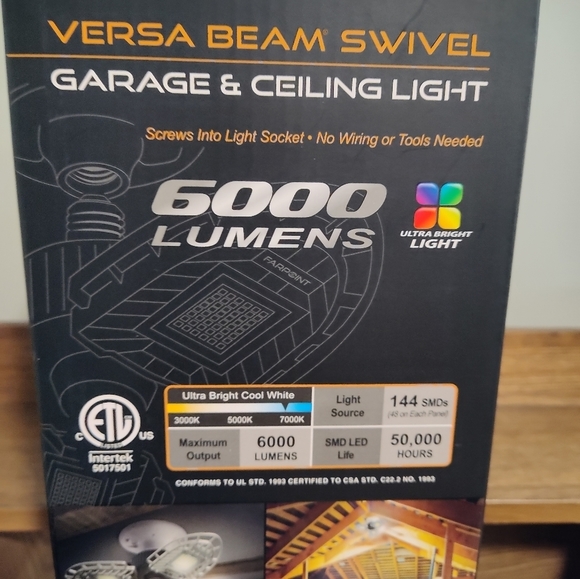 VERSA BEAM® SWIVEL
GARAGE & CEILING LIGHT
Screws Into Light Socket • No Wiring or Tools Needed
6000
LUMENS
ULTRA BRIGHT
LIGHT
FARPOINT
Ultra Bright Cool White
3000K 5000K 7000K
Light
Source
144 SMDs
(48 on Each Panel)
Maximum
Output
6000
LUMENS
SMD LED
Life
50,000
HOURS
ETL
C US
Intertek
5017501
CONFORMS TO UL STD. 1993 CERTIFIED TO CSA STD. C22.2 NO. 1993